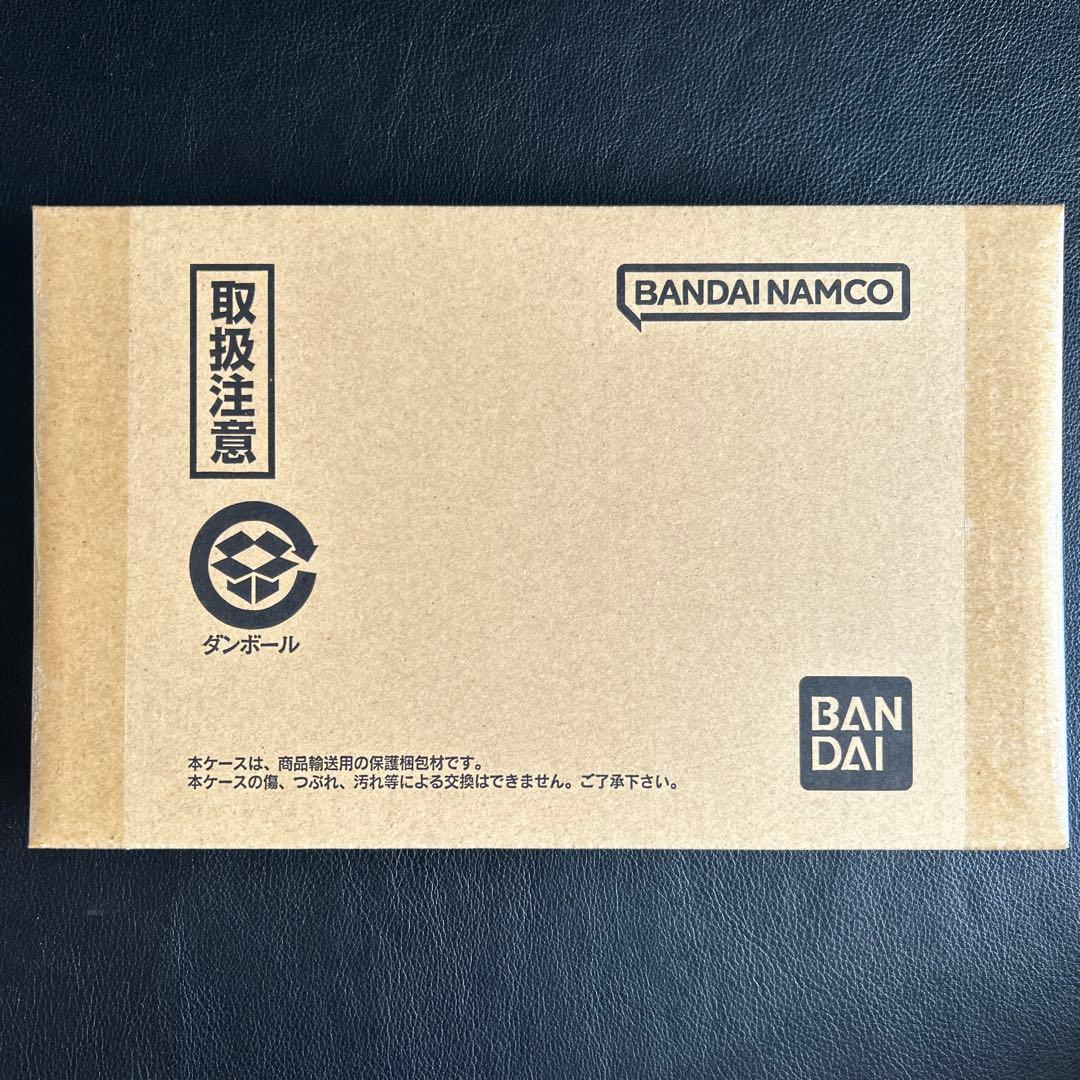 取扱注意
BANDAI NAMCO
ダンボール
BAN
DAI
本ケースは、商品輸送用の保護梱包材です。
本ケースの傷、つぶれ、汚れ等による交換はできません。ご了承下さい。